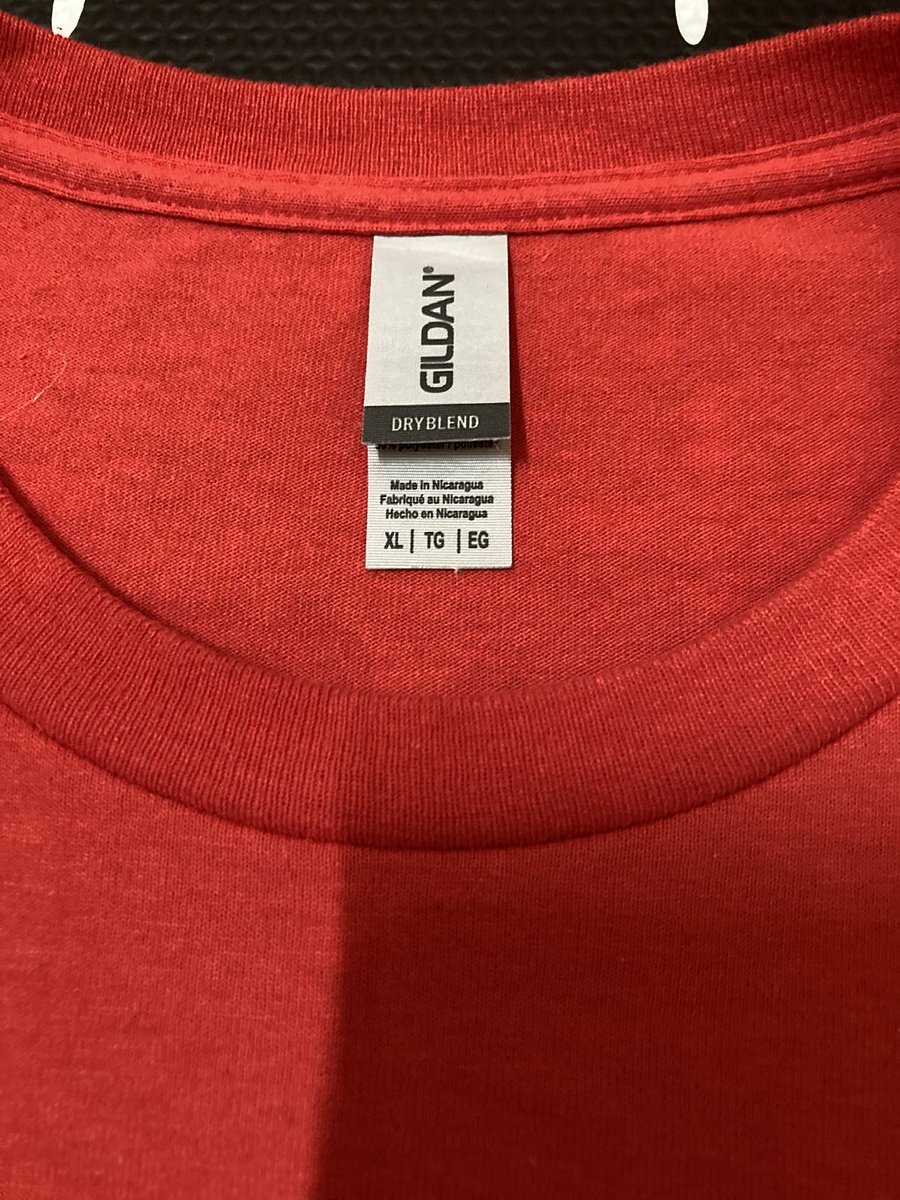 GILDAN®
DRYBLEND
Made in Nicaragua
Fabriqué au Nicaragua
Hecho en Nicaragua
XL | TG | EG